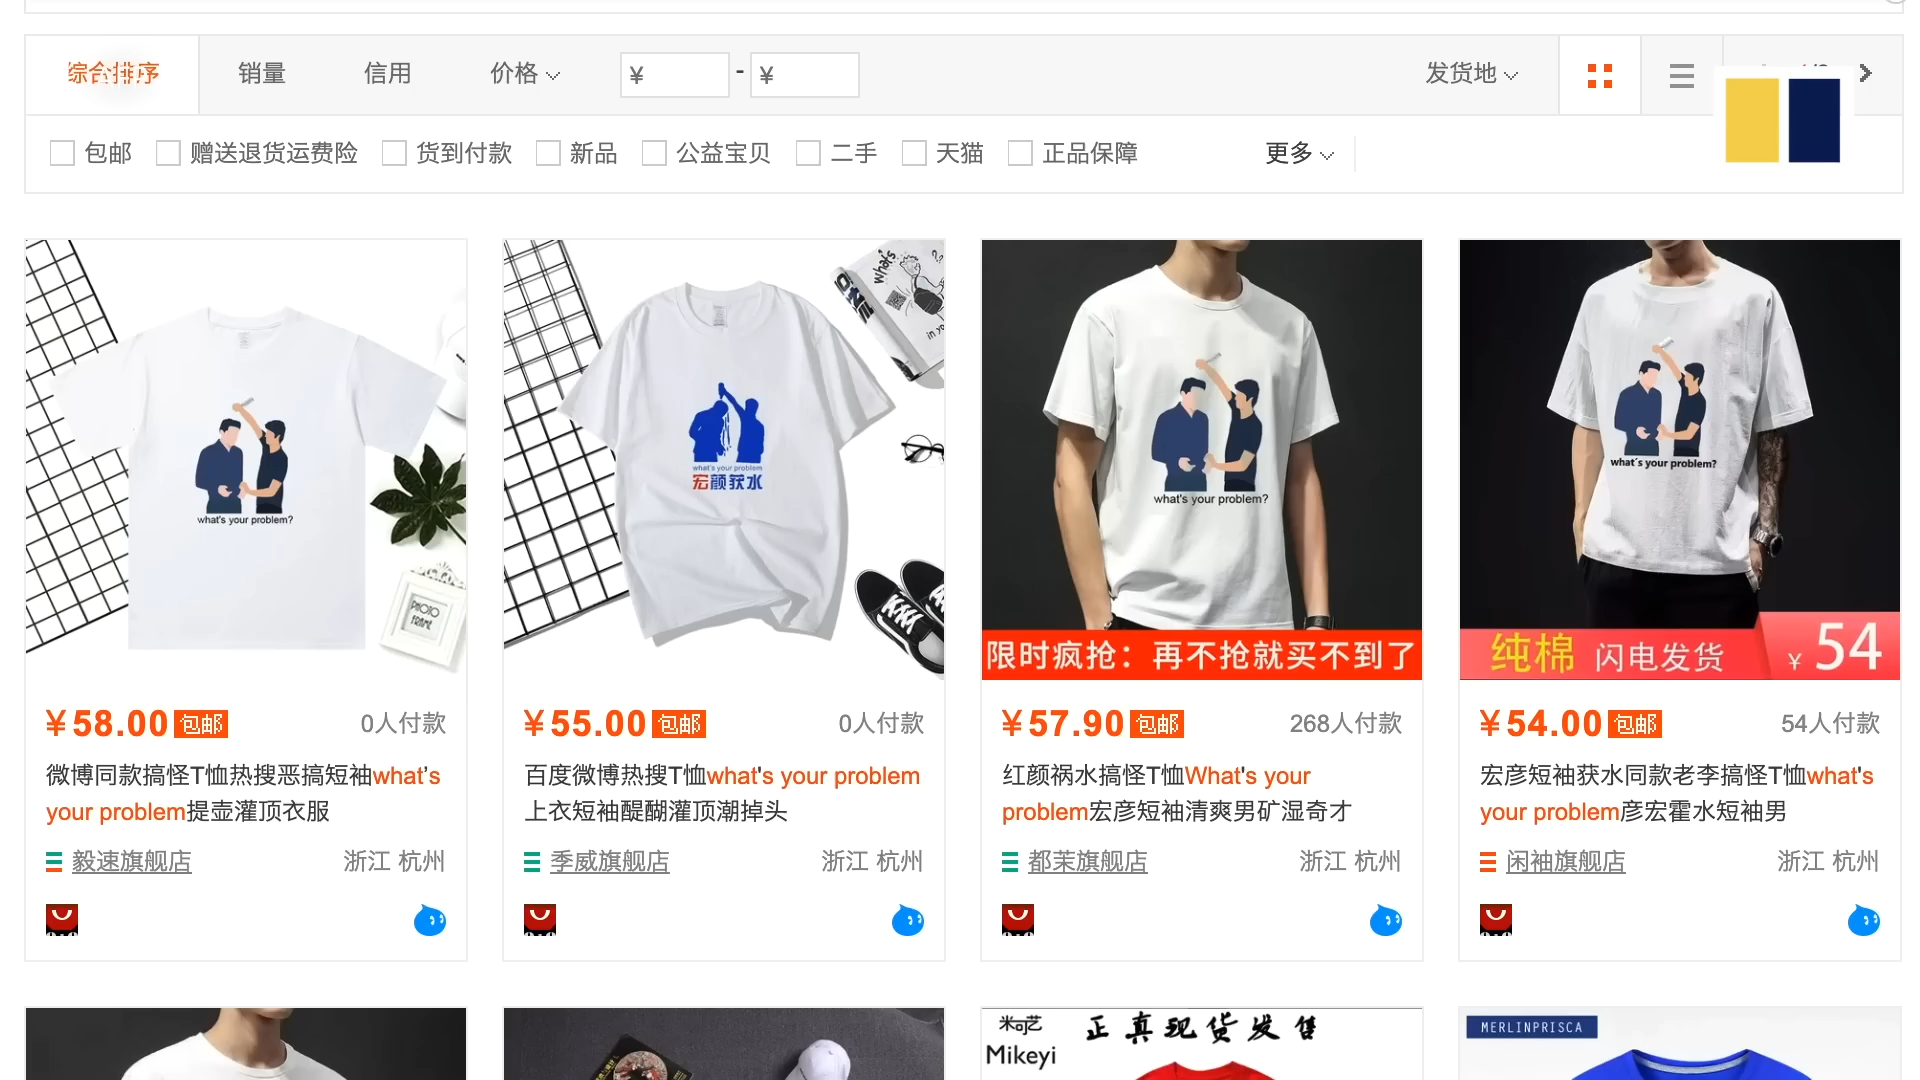 综合排序 销量 信用 价格 ¥ - ¥ 发货地
包邮 赠送退货运费险 货到付款 新品 公益宝贝 二手 天猫 正品保障 更多
what's your problem?
what's your problem
宏颜获水
what's
in yo
PHOTO
FRAME
what's your problem?
限时疯抢：再不抢就买不到了
what's your problem?
纯棉 闪电发货 ¥ 54
¥58.00 包邮 0人付款
微博同款搞怪T恤热搜恶搞短袖what's
your problem提壶灌顶衣服
毅速旗舰店 浙江 杭州
¥55.00 包邮 0人付款
百度微博热搜T恤what's your problem
上衣短袖醍醐灌顶潮掉头
季威旗舰店 浙江 杭州
¥57.90 包邮 268人付款
红颜祸水搞怪T恤What's your
problem宏彦短袖清爽男矿湿奇才
都茉旗舰店 浙江 杭州
¥54.00 包邮 54人付款
宏彦短袖获水同款老李搞怪T恤what's
your problem彦宏霍水短袖男
闲袖旗舰店 浙江 杭州
米可艺
Mikeyi
正真现货发售
MERLINPRISCA